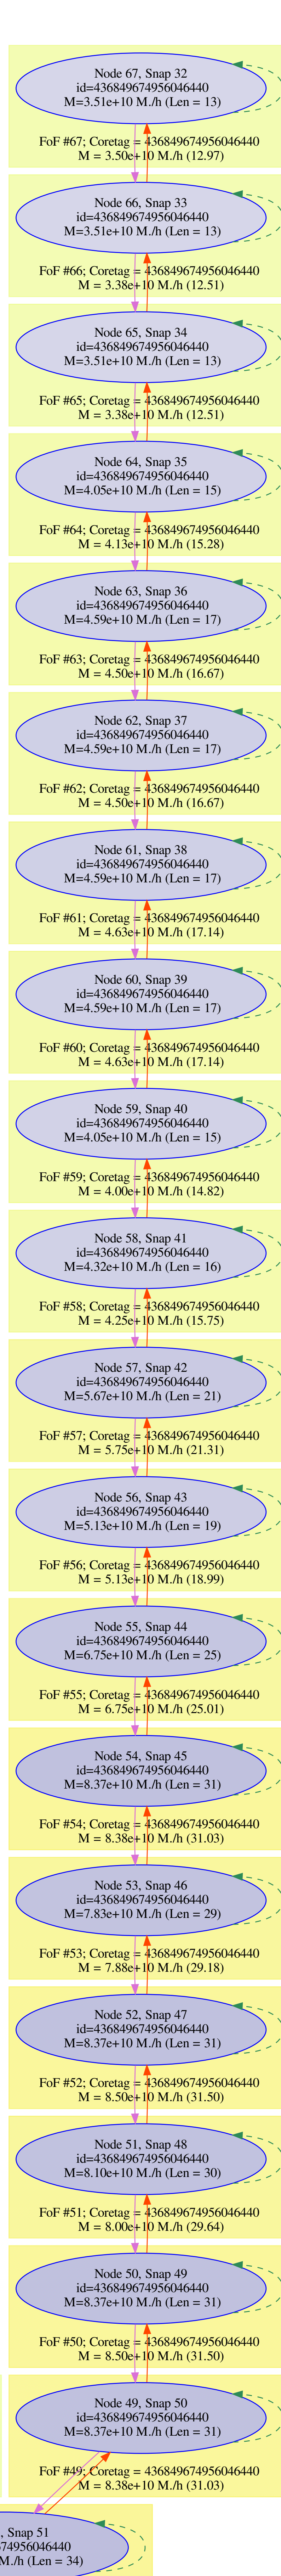 Node 67, Snap 32
id=436849674956046440
M=3.51e+10 M./h (Len = 13)
FoF #67; Coretag = 436849674956046440
M = 3.50e+10 M./h (12.97)
Node 66, Snap 33
id=436849674956046440
M=3.51e+10 M./h (Len = 13)
FoF #66; Coretag = 436849674956046440
M = 3.38e+10 M./h (12.51)
Node 65, Snap 34
id=436849674956046440
M=3.51e+10 M./h (Len = 13)
FoF #65; Coretag = 436849674956046440
M = 3.38e+10 M./h (12.51)
Node 64, Snap 35
id=436849674956046440
M=4.05e+10 M./h (Len = 15)
FoF #64; Coretag = 436849674956046440
M = 4.13e+10 M./h (15.28)
Node 63, Snap 36
id=436849674956046440
M=4.59e+10 M./h (Len = 17)
FoF #63; Coretag = 436849674956046440
M = 4.50e+10 M./h (16.67)
Node 62, Snap 37
id=436849674956046440
M=4.59e+10 M./h (Len = 17)
FoF #62; Coretag = 436849674956046440
M = 4.50e+10 M./h (16.67)
Node 61, Snap 38
id=436849674956046440
M=4.59e+10 M./h (Len = 17)
FoF #61; Coretag = 436849674956046440
M = 4.63e+10 M./h (17.14)
Node 60, Snap 39
id=436849674956046440
M=4.59e+10 M./h (Len = 17)
FoF #60; Coretag = 436849674956046440
M = 4.63e+10 M./h (17.14)
Node 59, Snap 40
id=436849674956046440
M=4.05e+10 M./h (Len = 15)
FoF #59; Coretag = 436849674956046440
M = 4.00e+10 M./h (14.82)
Node 58, Snap 41
id=436849674956046440
M=4.32e+10 M./h (Len = 16)
FoF #58; Coretag = 436849674956046440
M = 4.25e+10 M./h (15.75)
Node 57, Snap 42
id=436849674956046440
M=5.67e+10 M./h (Len = 21)
FoF #57; Coretag = 436849674956046440
M = 5.75e+10 M./h (21.31)
Node 56, Snap 43
id=436849674956046440
M=5.13e+10 M./h (Len = 19)
FoF #56; Coretag = 436849674956046440
M = 5.13e+10 M./h (18.99)
Node 55, Snap 44
id=436849674956046440
M=6.75e+10 M./h (Len = 25)
FoF #55; Coretag = 436849674956046440
M = 6.75e+10 M./h (25.01)
Node 54, Snap 45
id=436849674956046440
M=8.37e+10 M./h (Len = 31)
FoF #54; Coretag = 436849674956046440
M = 8.38e+10 M./h (31.03)
Node 53, Snap 46
id=436849674956046440
M=7.83e+10 M./h (Len = 29)
FoF #53; Coretag = 436849674956046440
M = 7.88e+10 M./h (29.18)
Node 52, Snap 47
id=436849674956046440
M=8.37e+10 M./h (Len = 31)
FoF #52; Coretag = 436849674956046440
M = 8.50e+10 M./h (31.50)
Node 51, Snap 48
id=436849674956046440
M=8.10e+10 M./h (Len = 30)
FoF #51; Coretag = 436849674956046440
M = 8.00e+10 M./h (29.64)
Node 50, Snap 49
id=436849674956046440
M=8.37e+10 M./h (Len = 31)
FoF #50; Coretag = 436849674956046440
M = 8.50e+10 M./h (31.50)
Node 49, Snap 50
id=436849674956046440
M=8.37e+10 M./h (Len = 31)
FoF #49; Coretag = 436849674956046440
M = 8.38e+10 M./h (31.03)
, Snap 51
74956046440
M./h (Len = 34)